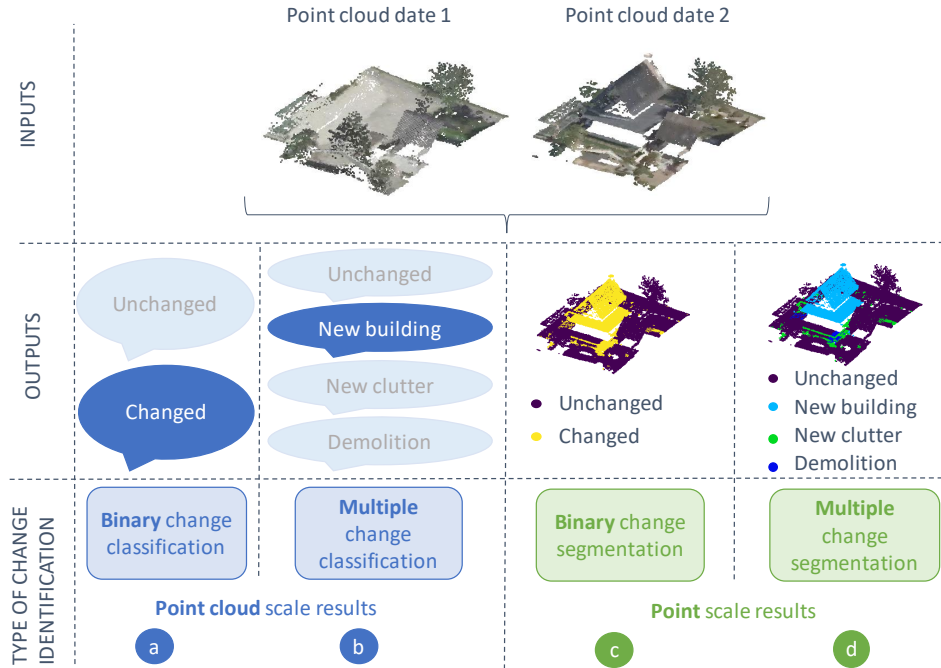 Point cloud date 1
Point cloud date 2
INPUTS
OUTPUTS
Unchanged
Changed
Unchanged
New building
New clutter
Demolition
Unchanged
Changed
Unchanged
New building
New clutter
Demolition
TYPE OF CHANGE
IDENTIFICATION
Binary change
classification
Multiple
change
classification
Binary change
segmentation
Multiple
change
segmentation
Point cloud scale results
Point scale results
a
b
c
d